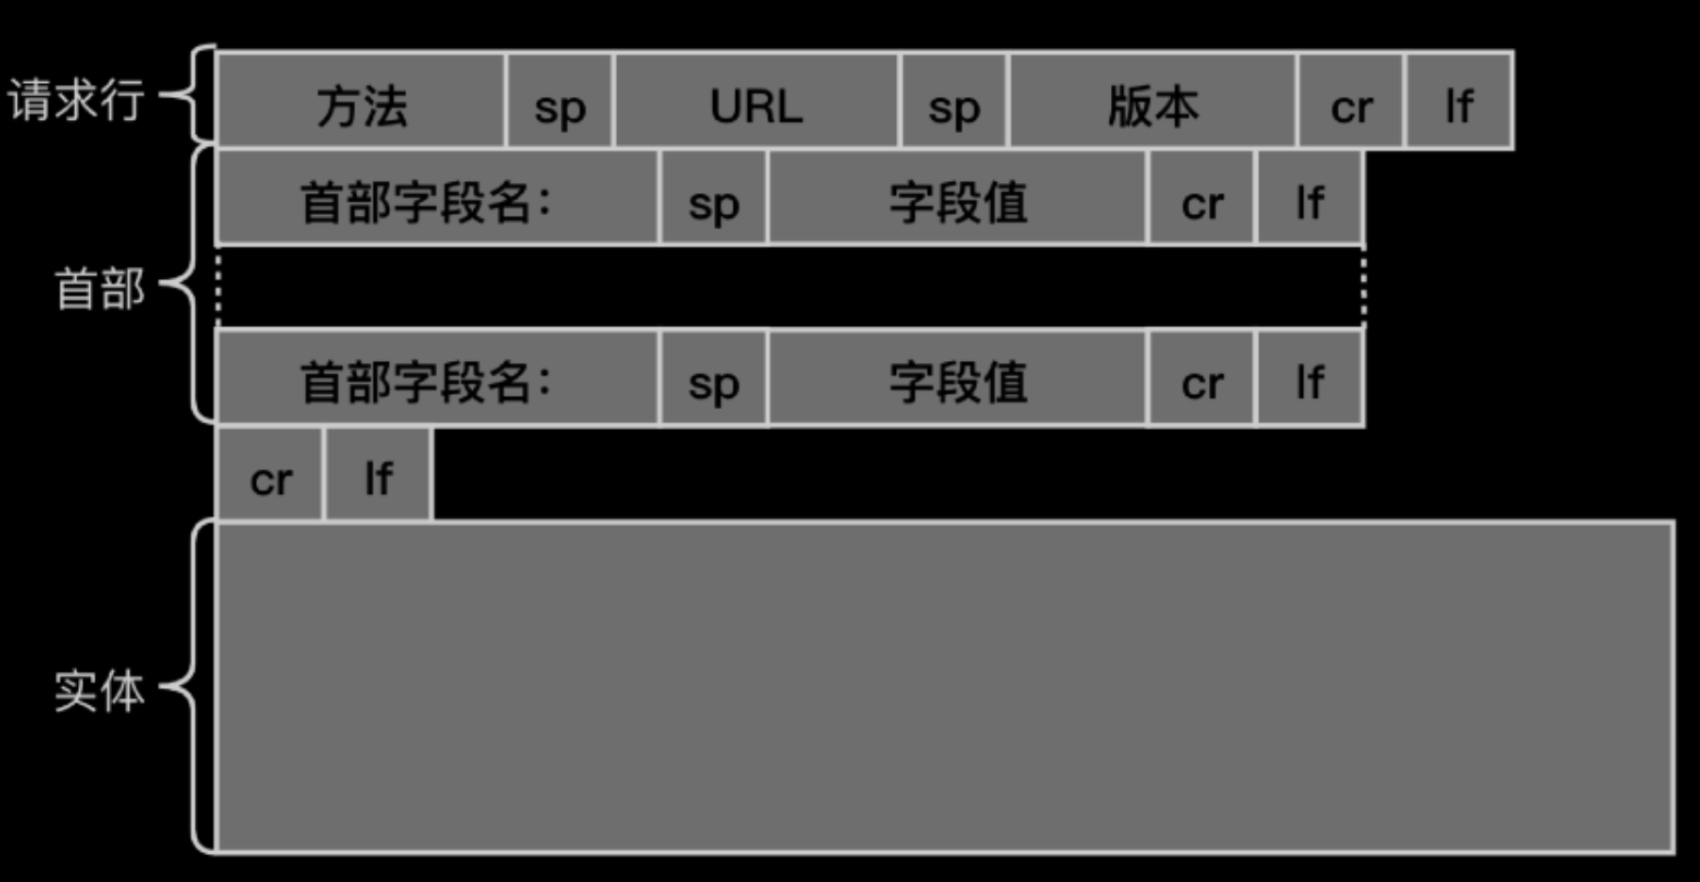 请求行 方法 sp URL sp 版本 cr lf
首部字段名： sp 字段值 cr lf
首部
首部字段名： sp 字段值 cr lf
cr lf
实体